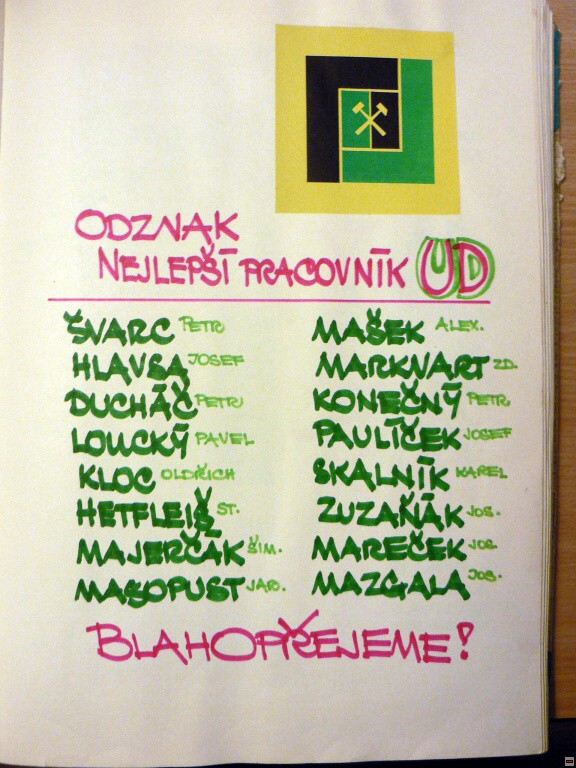 ODZNAK
NEJLEPŠÍ PRACOVNÍK UD
ŠVARC PETR
HLAVSA JOSEF
DUCHÁČ PETR
LOUCKÝ PAVEL
KLOC OLDŘICH
HETFLEIŠ ST.
MAJERČÁK ŠIM.
MASOPUST JAR.
MAŠEK ALEX.
MARKVART ZD.
KONEČNÝ PETR
PAULÍČEK JOSEF
SKALNÍK KAREL
ZUZAŇÁK JOS.
MAREČEK JOS.
MAZGALA JOS.
BLAHOPŘEJEME!